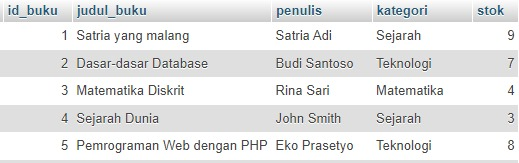 id_buku judul_buku penulis kategori stok
1 Satria yang malang Satria Adi Sejarah 9
2 Dasar-dasar Database Budi Santoso Teknologi 7
3 Matematika Diskrit Rina Sari Matematika 4
4 Sejarah Dunia John Smith Sejarah 3
5 Pemrograman Web dengan PHP Eko Prasetyo Teknologi 8